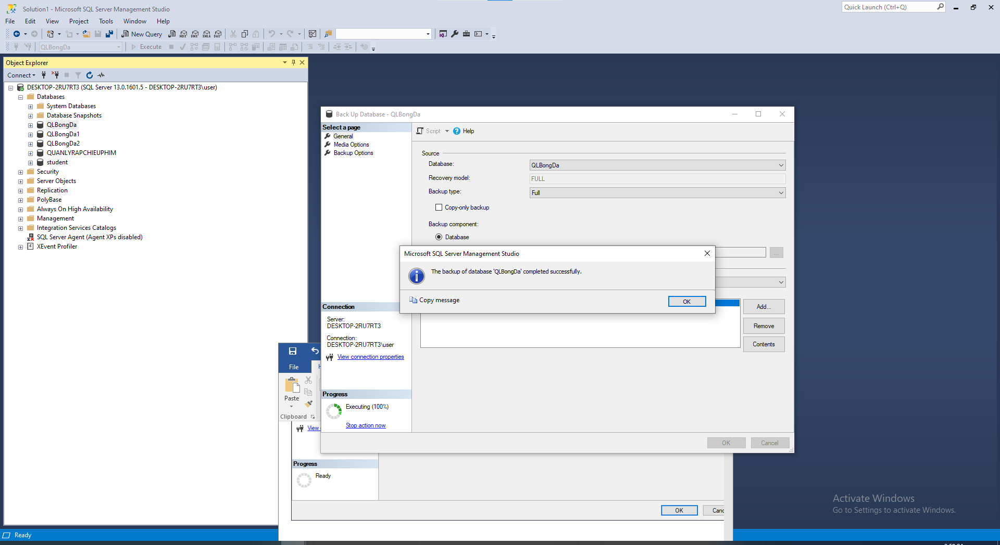 Solution1 - Microsoft SQL Server Management Studio
Quick Launch (Ctrl+Q)
File Edit View Project Tools Window Help
New Query MDX DMX XMLA DAX
QLBongDa Execute
Object Explorer
Connect
DESKTOP-2RU7RT3 (SQL Server 13.0.1601.5 - DESKTOP-2RU7RT3\user)
Databases
System Databases
Database Snapshots
QLBongDa
QLBongDa1
QLBongDa2
QUANLYRAPCHIEUPHIM
student
Security
Server Objects
Replication
PolyBase
Always On High Availability
Management
Integration Services Catalogs
SQL Server Agent (Agent XPs disabled)
XEvent Profiler
Back Up Database - QLBongDa
Select a page
General
Media Options
Backup Options
Script Help
Source
Database: QLBongDa
Recovery model: FULL
Backup type: Full
Copy-only backup
Backup component:
Database
...
Microsoft SQL Server Management Studio
The backup of database 'QLBongDa' completed successfully.
Copy message OK
Add...
Remove
Contents
Connection
Server:
DESKTOP-2RU7RT3
Connection:
DESKTOP-2RU7RT3\user
View connection properties
Progress
Executing (100%)
Stop action now
OK Cancel
File
Paste
Clipboard
View
Progress
Ready
OK Canc
Activate Windows
Go to Settings to activate Windows.
Ready